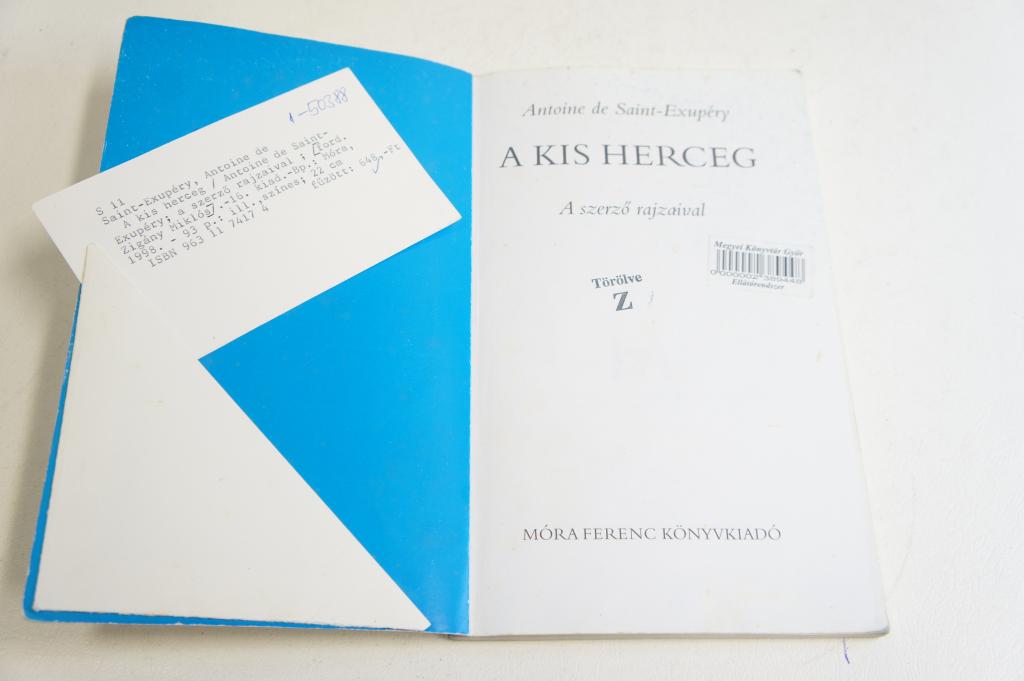 1-50388
S 11
Saint-Exupéry, Antoine de
A kis herceg / Antoine de Saint-
Exupéry; a szerző rajzaival ; [ford.
Zigány Miklós].-16. kiad.-Bp.: Móra,
1998. - 93 p.: ill.,színes; 22 cm
ISBN 963 11 7417 4 fűzött: 648,-Ft
Antoine de Saint-Exupéry
A KIS HERCEG
A szerző rajzaival
Megyei Könyvtár Győr
Ellátórendszer
Törölve
Z
MÓRA FERENC KÖNYVKIADÓ